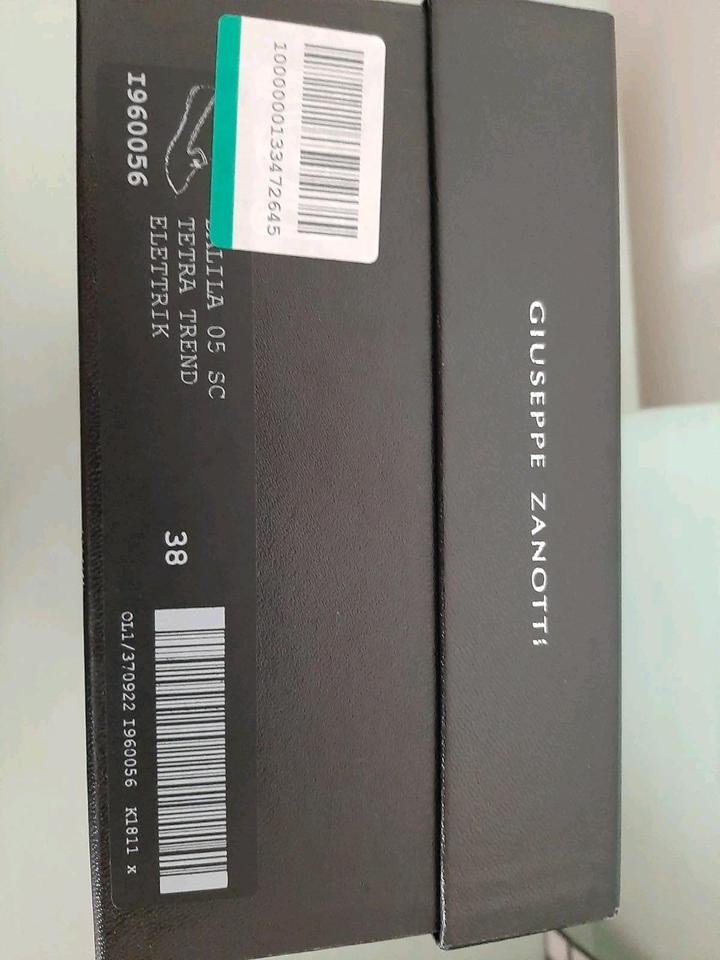 GIUSEPPE ZANOTTI
1000000133472645
05 SC
TETRA TREND
ELETTRIK
I960056
38
OL1/370922 I960056 K1811 X